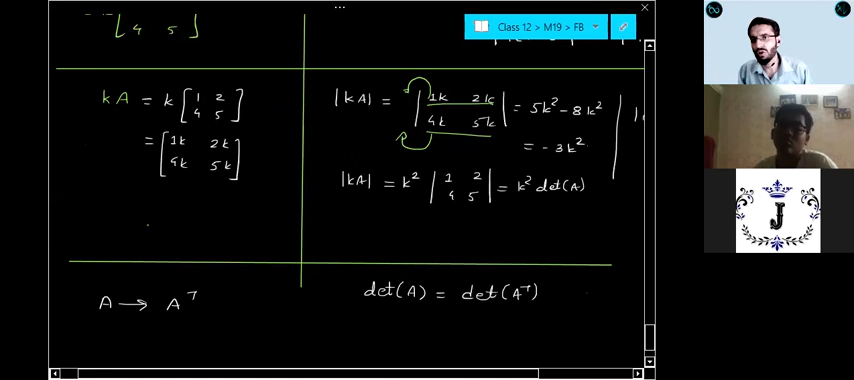 Class 12 > M19 > FB
[ 4 5 ]
kA = k [ 1 2
4 5 ]
= [ 1k 2k
4k 5k ]
|kA| = | 1k 2k
4k 5k | = 5k² - 8k²
= - 3k²
|kA| = k² | 1 2
4 5 | = k² det(A)
A → Aᵀ
det(A) = det(Aᵀ)
J